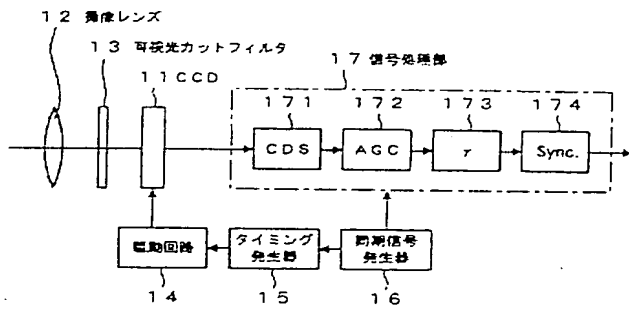 12 撮像レンズ
13 可視光カットフィルタ
11 CCD
17 信号処理部
171
172
173
174
CDS
AGC
γ
Sync.
駆動回路
タイミング
発生器
同期信号
発生器
14
15
16